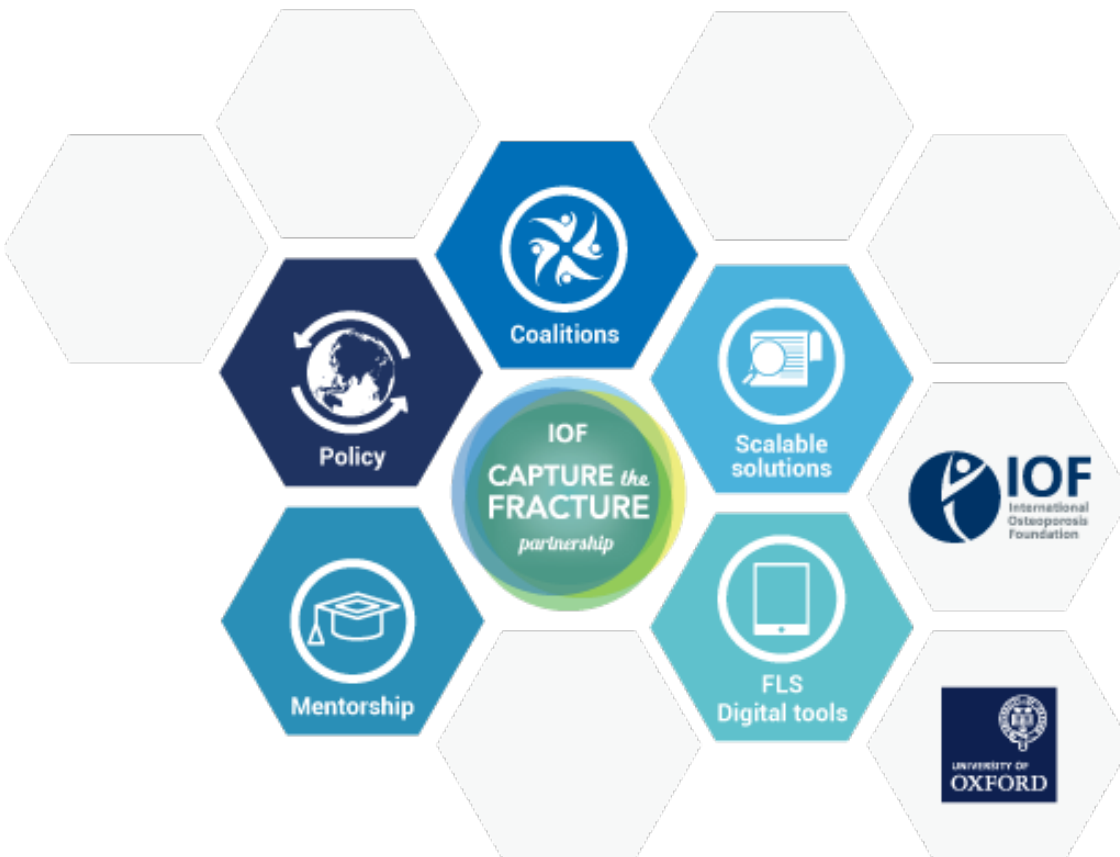 Coalitions
Policy
Scalable
solutions
IOF
CAPTURE the
FRACTURE
partnership
IOF
International
Osteoporosis
Foundation
Mentorship
FLS
Digital tools
UNIVERSITY OF
OXFORD